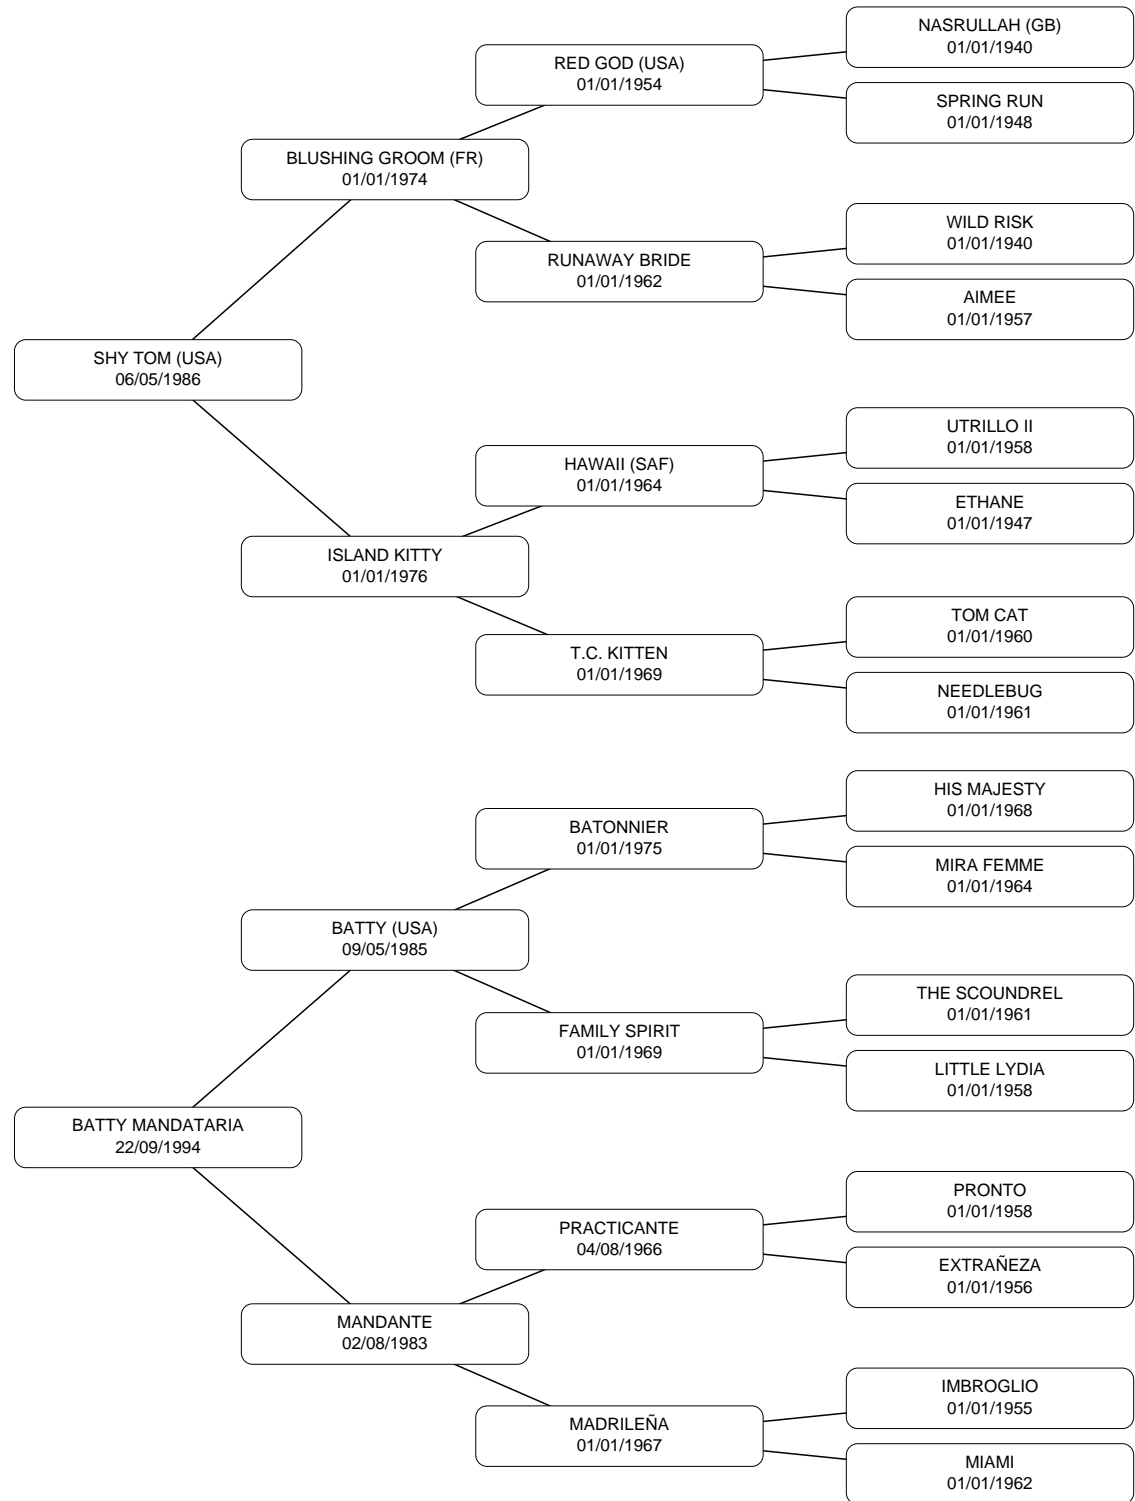 NASRULLAH (GB)
01/01/1940
RED GOD (USA)
01/01/1954
SPRING RUN
01/01/1948
BLUSHING GROOM (FR)
01/01/1974
WILD RISK
01/01/1940
RUNAWAY BRIDE
01/01/1962
AIMEE
01/01/1957
SHY TOM (USA)
06/05/1986
UTRILLO II
01/01/1958
HAWAII (SAF)
01/01/1964
ETHANE
01/01/1947
ISLAND KITTY
01/01/1976
TOM CAT
01/01/1960
T.C. KITTEN
01/01/1969
NEEDLEBUG
01/01/1961
HIS MAJESTY
01/01/1968
BATONNIER
01/01/1975
MIRA FEMME
01/01/1964
BATTY (USA)
09/05/1985
THE SCOUNDREL
01/01/1961
FAMILY SPIRIT
01/01/1969
LITTLE LYDIA
01/01/1958
BATTY MANDATARIA
22/09/1994
PRONTO
01/01/1958
PRACTICANTE
04/08/1966
EXTRAÑEZA
01/01/1956
MANDANTE
02/08/1983
IMBROGLIO
01/01/1955
MADRILEÑA
01/01/1967
MIAMI
01/01/1962